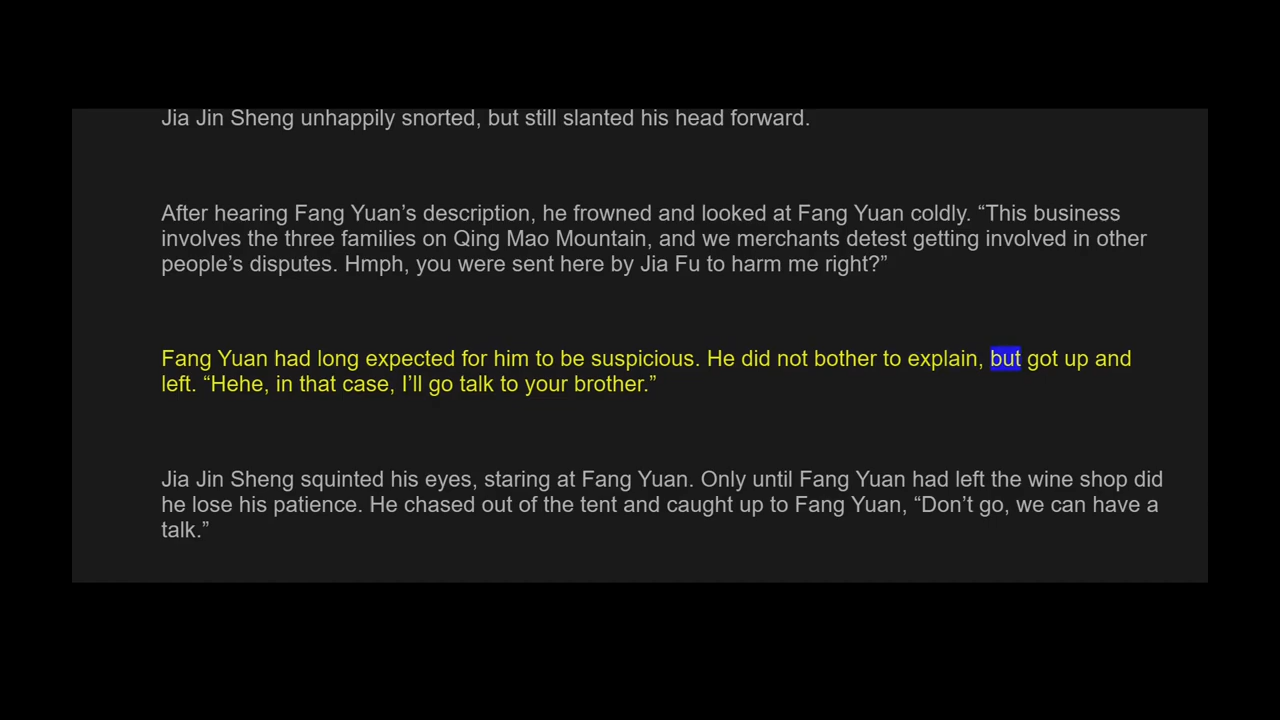 Jia Jin Sheng unhappily snorted, but still slanted his head forward.
After hearing Fang Yuan’s description, he frowned and looked at Fang Yuan coldly. “This business
involves the three families on Qing Mao Mountain, and we merchants detest getting involved in other
people’s disputes. Hmph, you were sent here by Jia Fu to harm me right?”
Fang Yuan had long expected for him to be suspicious. He did not bother to explain, but got up and
left. “Hehe, in that case, I’ll go talk to your brother.”
Jia Jin Sheng squinted his eyes, staring at Fang Yuan. Only until Fang Yuan had left the wine shop did
he lose his patience. He chased out of the tent and caught up to Fang Yuan, “Don’t go, we can have a
talk.”